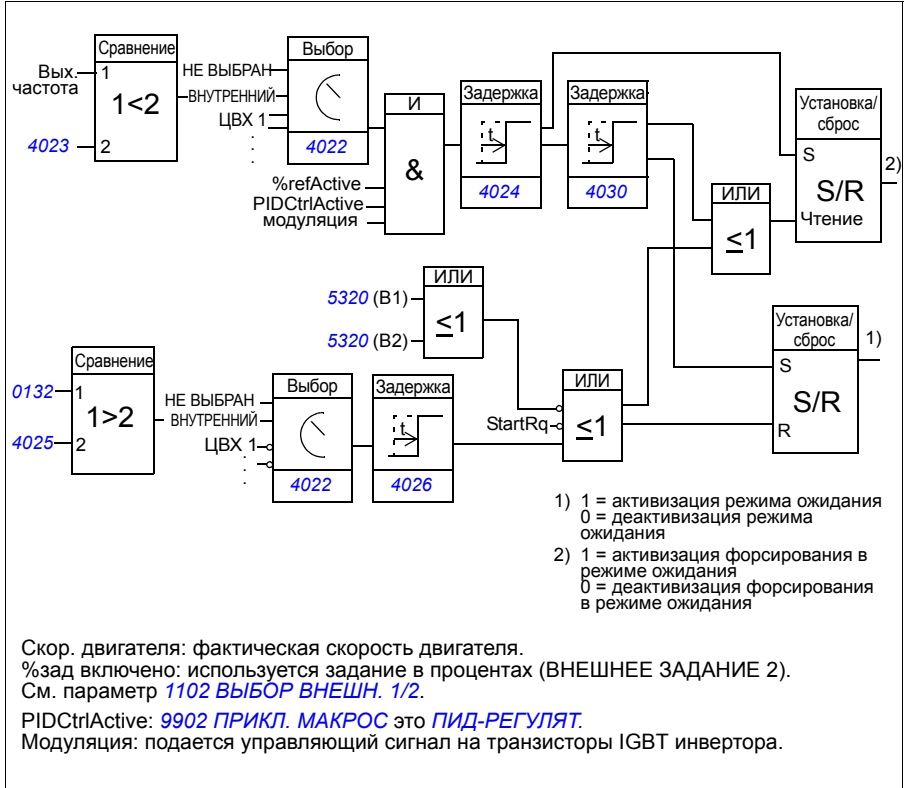 Сравнение
Вых. частота
1
1<2
4023
2
Выбор
НЕ ВЫБРАН
ВНУТРЕННИЙ
ЦВХ 1
.
.
.
4022
И
&
%refActive
PIDCtrlActive
модуляция
Задержка
t
4024
Задержка
t
4030
ИЛИ
<1
Установка/
сброс
S
S/R
Чтение
2)
ИЛИ
5320 (B1)
<1
5320 (B2)
Сравнение
0132
1
1>2
4025
2
НЕ ВЫБРАН
ВНУТРЕННИЙ
ЦВХ 1
.
.
.
Выбор
4022
Задержка
t
4026
ИЛИ
StartRq
<1
Установка/
сброс
S
S/R
R
1)
1) 1 = активизация режима ожидания
0 = деактивизация режима
ожидания
2) 1 = активизация форсирования в
режиме ожидания
0 = деактивизация форсирования
в режиме ожидания
Скор. двигателя: фактическая скорость двигателя.
%зад включено: используется задание в процентах (ВНЕШНЕЕ ЗАДАНИЕ 2).
См. параметр 1102 ВЫБОР ВНЕШН. 1/2.
PIDCtrlActive: 9902 ПРИКЛ. МАКРОС это ПИД-РЕГУЛЯТ.
Модуляция: подается управляющий сигнал на транзисторы IGBT инвертора.